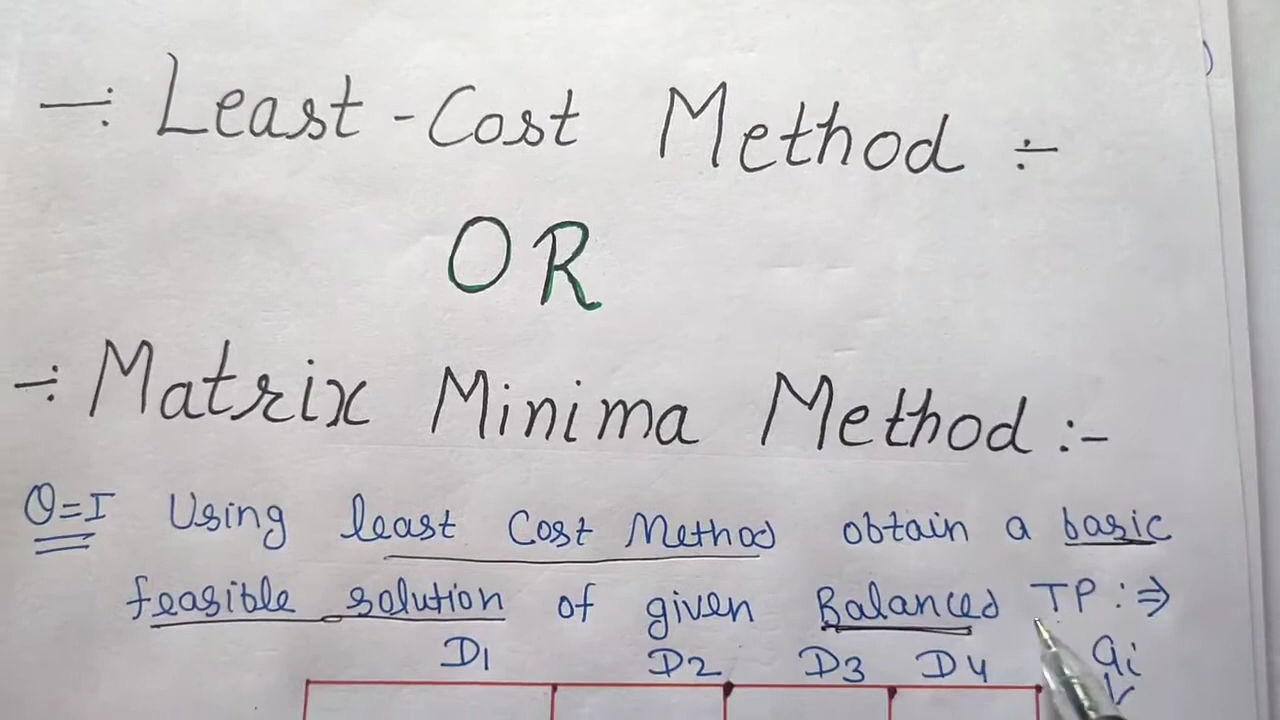 -: Least-Cost Method ÷
OR
÷ Matrix Minima Method :-
Q=I Using least Cost Method obtain a basic
feasible solution of given Balanced TP :⇒
D1 D2 D3 D4 ai